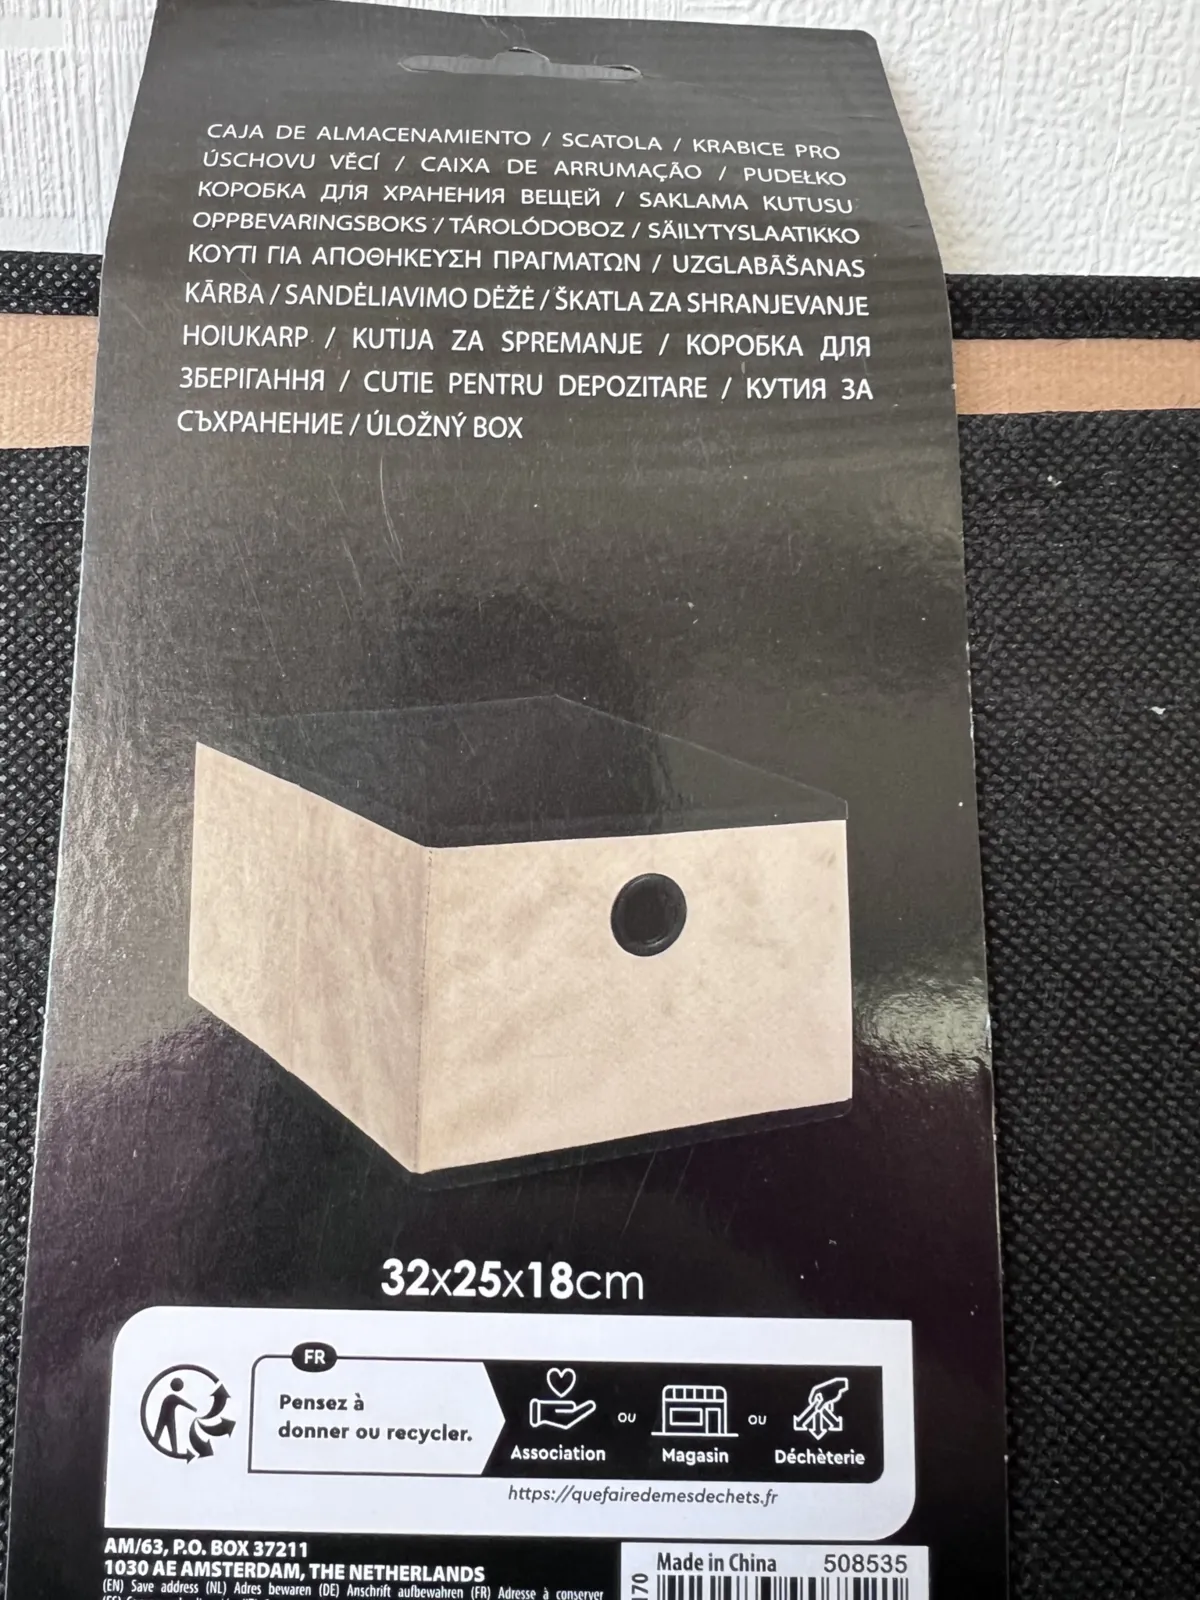 CAJA DE ALMACENAMIENTO / SCATOLA / KRABICE PRO
ÚSCHOVU VĚCÍ / CAIXA DE ARRUMAÇÃO / PUDEŁKO
КОРОБКА ДЛЯ ХРАНЕНИЯ ВЕЩЕЙ / SAKLAMA KUTUSU
OPPBEVARINGSBOKS / TÁROLÓDOBOZ / SÄILYTYSLAATIKKO
ΚΟΥΤΙ ΓΙΑ ΑΠΟΘΗΚΕΥΣΗ ΠΡΑΓΜΑΤΩΝ / UZGLABĀŠANAS
KĀRBA / SANDĖLIAVIMO DĖŽĖ / ŠKATLA ZA SHRANJEVANJE
HOIUKARP / KUTIJA ZA SPREMANJE / КОРОБКА ДЛЯ
ЗБЕРІГАННЯ / CUTIE PENTRU DEPOZITARE / КУТИЯ ЗА
СЪХРАНЕНИЕ / ÚLOŽNÝ BOX
32x25x18cm
FR
Pensez à
donner ou recycler.
Association
ou
Magasin
ou
Déchèterie
https://quefairedemesdechets.fr
AM/63, P.O. BOX 37211
1030 AE AMSTERDAM, THE NETHERLANDS
(EN) Save address (NL) Adres bewaren (DE) Anschrift aufbewahren (FR) Adresse à conserver
Made in China 508535
170